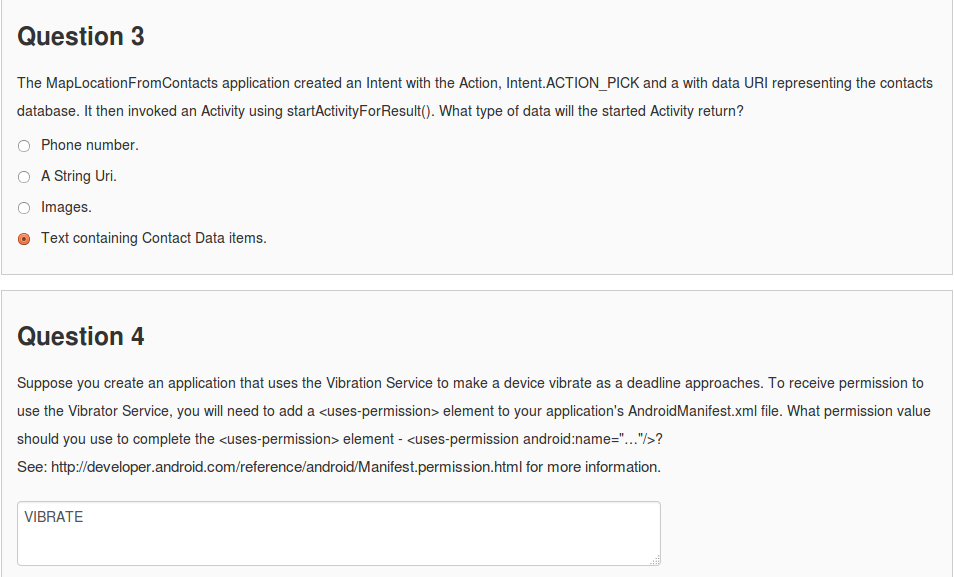 Question 3
The MapLocationFromContacts application created an Intent with the Action, Intent.ACTION_PICK and a with data URI representing the contacts
database. It then invoked an Activity using startActivityForResult(). What type of data will the started Activity return?
Phone number.
A String Uri.
Images.
Text containing Contact Data items.
Question 4
Suppose you create an application that uses the Vibration Service to make a device vibrate as a deadline approaches. To receive permission to
use the Vibrator Service, you will need to add a <uses-permission> element to your application's AndroidManifest.xml file. What permission value
should you use to complete the <uses-permission> element - <uses-permission android:name="..."/>?
See: http://developer.android.com/reference/android/Manifest.permission.html for more information.
VIBRATE